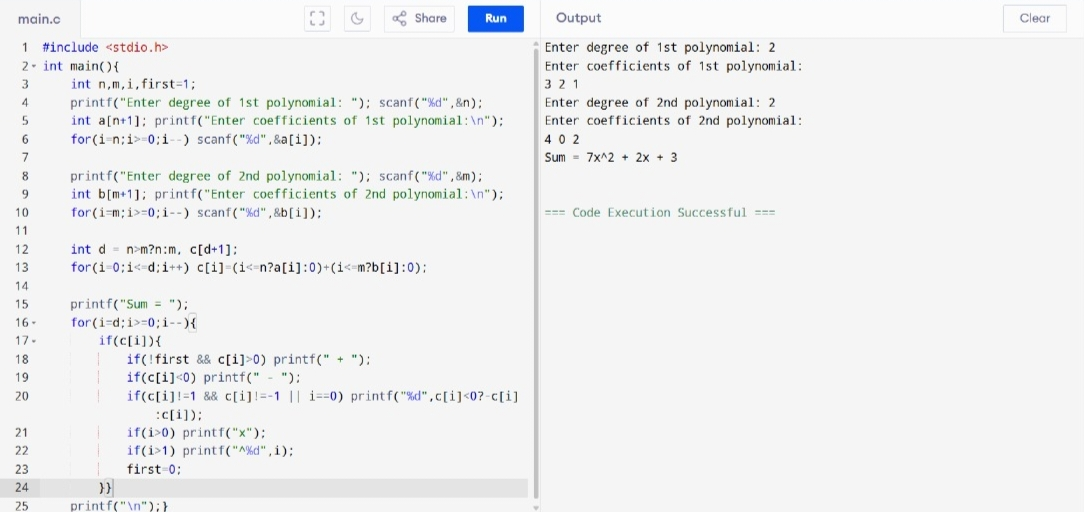 main.c
Share
Run
Output
Clear
1 #include <stdio.h>
2 int main(){
3 int n,m,i,first=1;
4 printf("Enter degree of 1st polynomial: "); scanf("%d",&n);
5 int a[n+1]; printf("Enter coefficients of 1st polynomial:\n");
6 for(i=n;i>=0;i--) scanf("%d",&a[i]);
7
8 printf("Enter degree of 2nd polynomial: "); scanf("%d",&m);
9 int b[m+1]; printf("Enter coefficients of 2nd polynomial:\n");
10 for(i=m;i>=0;i--) scanf("%d",&b[i]);
11
12 int d = n>m?n:m, c[d+1];
13 for(i=0;i<=d;i++) c[i]=(i<=n?a[i]:0)+(i<=m?b[i]:0);
14
15 printf("Sum = ");
16 for(i=d;i>=0;i--){
17 if(c[i]){
18 if(!first && c[i]>0) printf(" + ");
19 if(c[i]<0) printf(" - ");
20 if(c[i]!=1 && c[i]!=-1 || i==0) printf("%d",c[i]<0?-c[i]
:c[i]);
21 if(i>0) printf("x");
22 if(i>1) printf("^%d",i);
23 first=0;
24 }}
25 printf("\n");}
Enter degree of 1st polynomial: 2
Enter coefficients of 1st polynomial:
3 2 1
Enter degree of 2nd polynomial: 2
Enter coefficients of 2nd polynomial:
4 0 2
Sum = 7x^2 + 2x + 3
=== Code Execution Successful ===